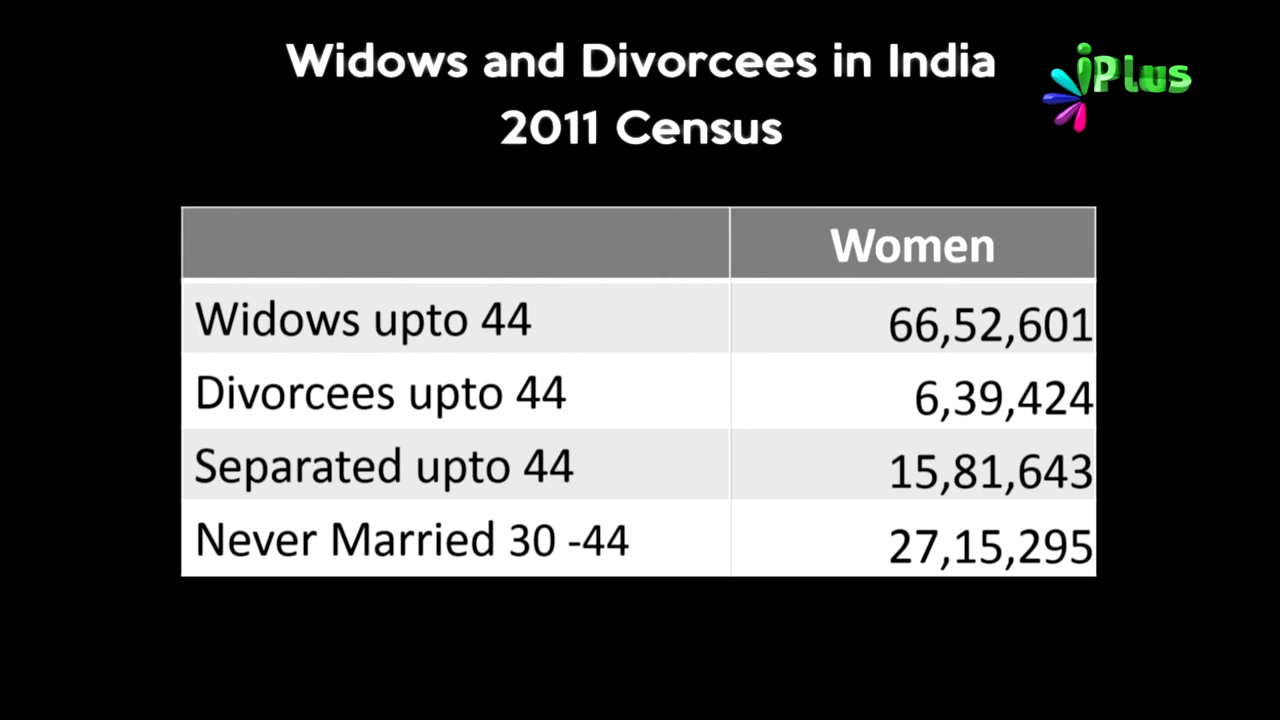 Widows and Divorcees in India
iPlus
2011 Census
Women
Widows upto 44 66,52,601
Divorcees upto 44 6,39,424
Separated upto 44 15,81,643
Never Married 30 -44 27,15,295